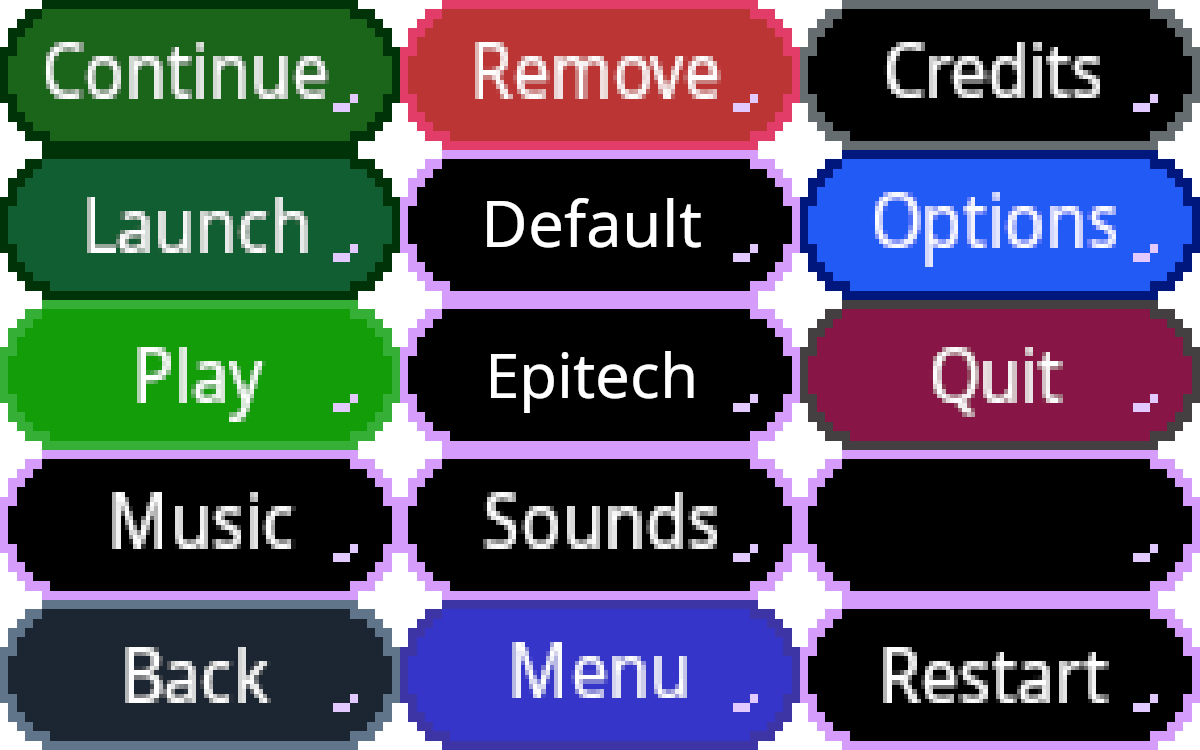 Continue
Remove
Credits
Launch
Default
Options
Play
Epitech
Quit
Music
Sounds
Back
Menu
Restart